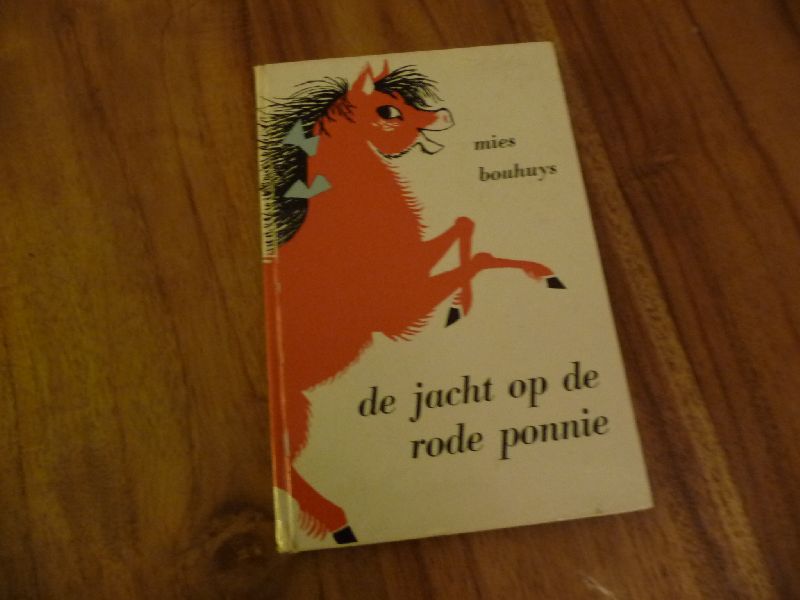 mies
bouhuys
de jacht op de
rode ponnie